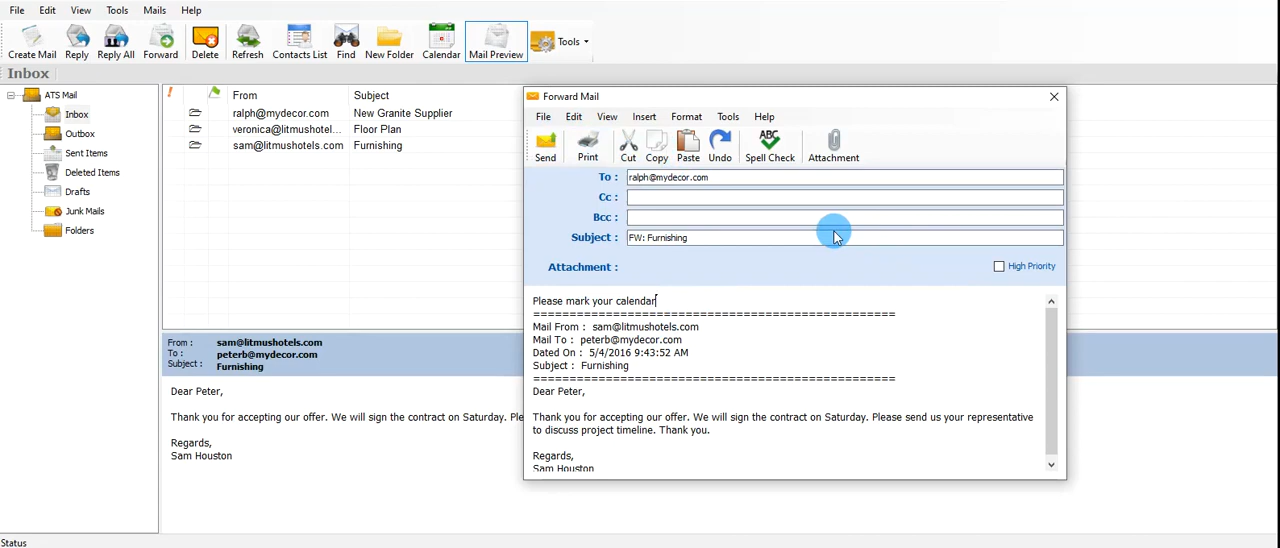 File Edit View Tools Mails Help
Create Mail Reply Reply All Forward Delete Refresh Contacts List Find New Folder Calendar Mail Preview Tools
Inbox
ATS Mail
Inbox
Outbox
Sent Items
Deleted Items
Drafts
Junk Mails
Folders
From Subject
ralph@mydecor.com New Granite Supplier
veronica@litmushotel... Floor Plan
sam@litmushotels.com Furnishing
From : sam@litmushotels.com
To : peterb@mydecor.com
Subject : Furnishing
Dear Peter,
Thank you for accepting our offer. We will sign the contract on Saturday. Ple
Regards,
Sam Houston
Forward Mail
File Edit View Insert Format Tools Help
ABC
Send Print Cut Copy Paste Undo Spell Check Attachment
To : ralph@mydecor.com
Cc :
Bcc :
Subject : FW: Furnishing
Attachment : High Priority
Please mark your calendar
==================================================
Mail From : sam@litmushotels.com
Mail To : peterb@mydecor.com
Dated On : 5/4/2016 9:43:52 AM
Subject : Furnishing
==================================================
Dear Peter,
Thank you for accepting our offer. We will sign the contract on Saturday. Please send us your representative
to discuss project timeline. Thank you.
Regards,
Sam Houston
Status